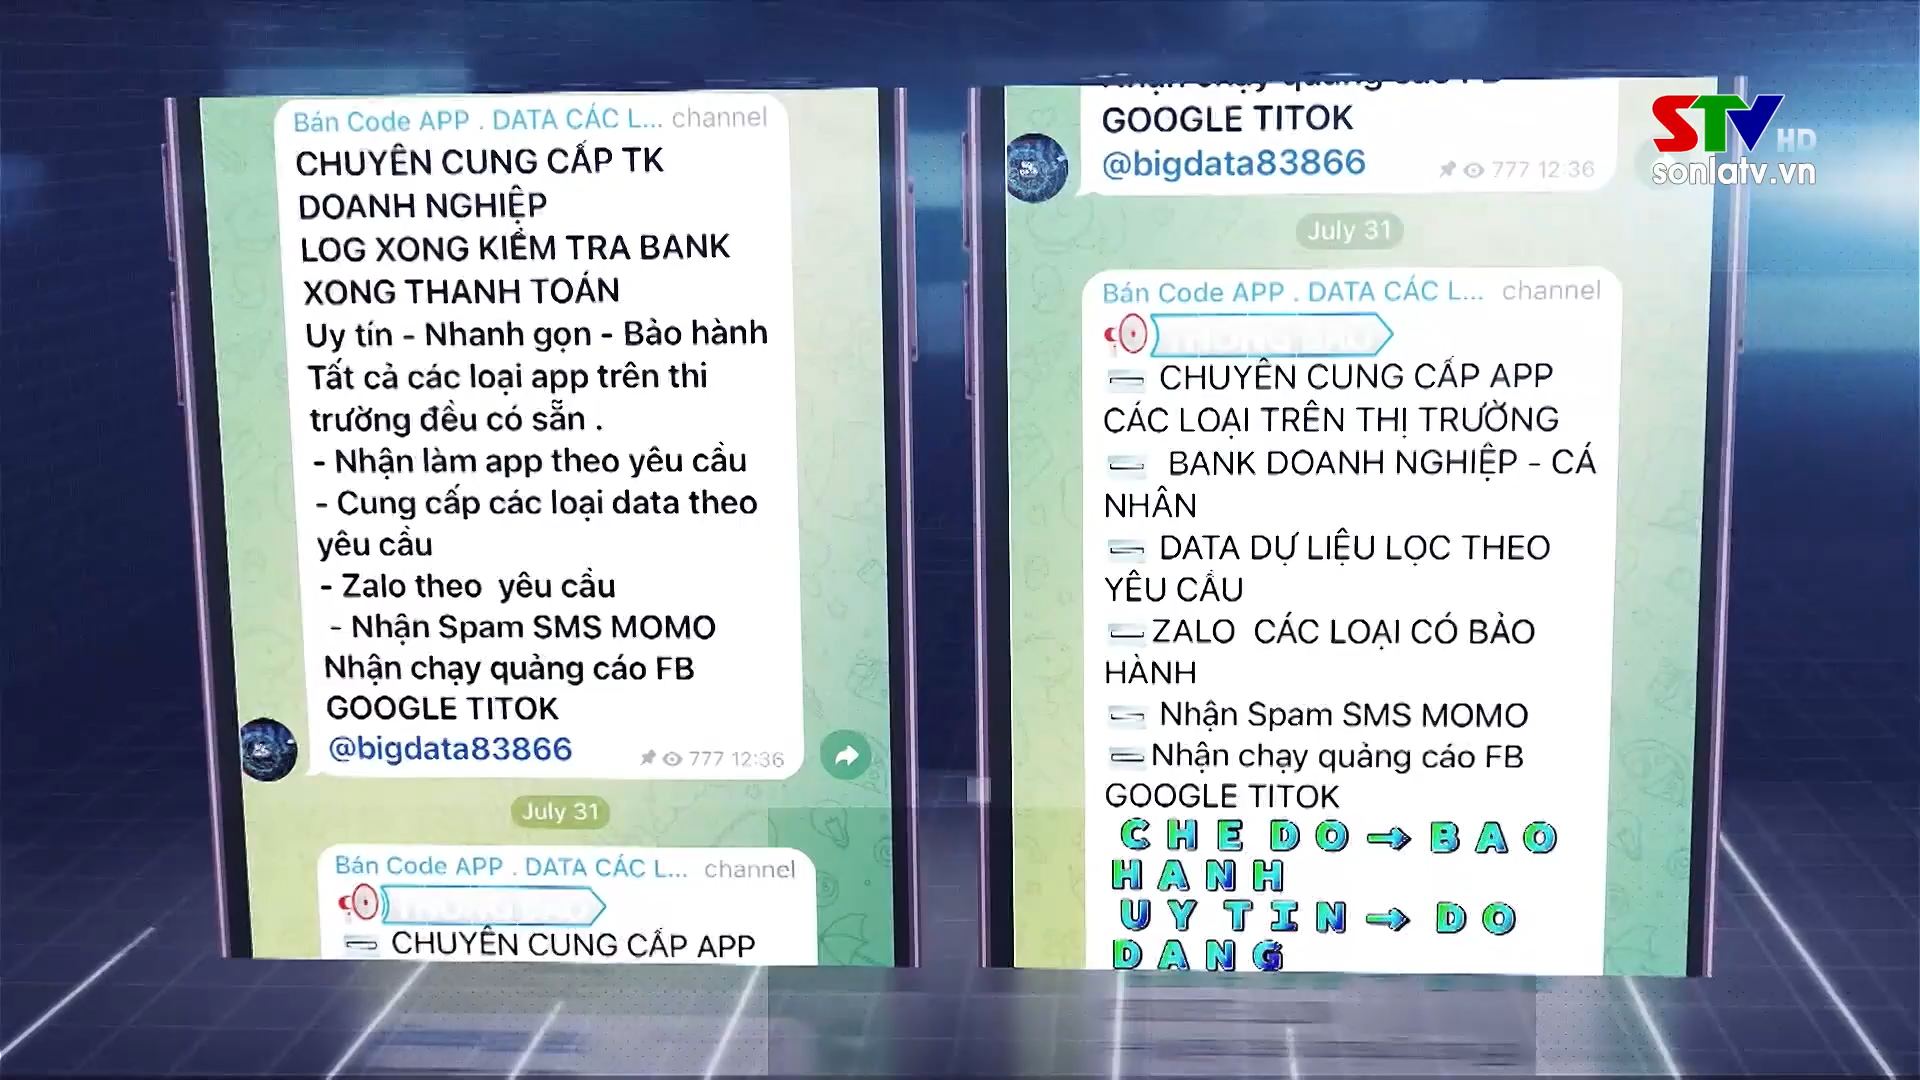 Bán Code APP . DATA CÁC L... channel
CHUYÊN CUNG CẤP TK
DOANH NGHIỆP
LOG XONG KIỂM TRA BANK
XONG THANH TOÁN
Uy tín - Nhanh gọn - Bảo hành
Tất cả các loại app trên thi
trường đều có sẵn .
- Nhận làm app theo yêu cầu
- Cung cấp các loại data theo
yêu cầu
- Zalo theo yêu cầu
- Nhận Spam SMS MOMO
Nhận chạy quảng cáo FB
GOOGLE TITOK
@bigdata83866
777 12:36
July 31
Bán Code APP . DATA CÁC L... channel
CHUYÊN CUNG CẤP APP
Nhận chạy quảng cáo FB
GOOGLE TITOK
@bigdata83866
777 12:36
July 31
Bán Code APP . DATA CÁC L... channel
CHUYÊN CUNG CẤP APP
CÁC LOẠI TRÊN THỊ TRƯỜNG
BANK DOANH NGHIỆP - CÁ
NHÂN
DATA DỰ LIỆU LỌC THEO
YÊU CẦU
ZALO CÁC LOẠI CÓ BẢO
HÀNH
Nhận Spam SMS MOMO
Nhận chạy quảng cáo FB
GOOGLE TITOK
CHE DO → BAO
HANH
UY TIN → DO
DANG
STV HD
sonlatv.vn